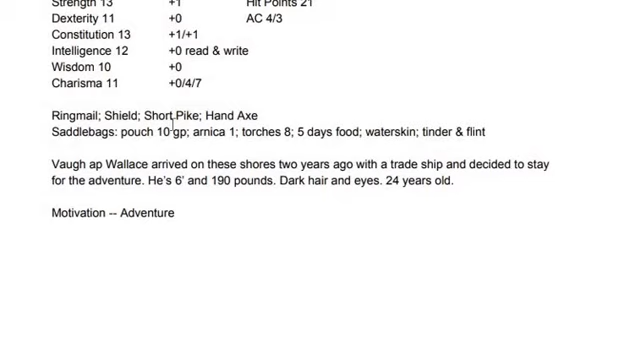 Strength 13 +1 Hit Points 21
Dexterity 11 +0 AC 4/3
Constitution 13 +1/+1
Intelligence 12 +0 read & write
Wisdom 10 +0
Charisma 11 +0/4/7
Ringmail; Shield; Short Pike; Hand Axe
Saddlebags: pouch 10 gp; arnica 1; torches 8; 5 days food; waterskin; tinder & flint
Vaugh ap Wallace arrived on these shores two years ago with a trade ship and decided to stay
for the adventure. He's 6' and 190 pounds. Dark hair and eyes. 24 years old.
Motivation -- Adventure